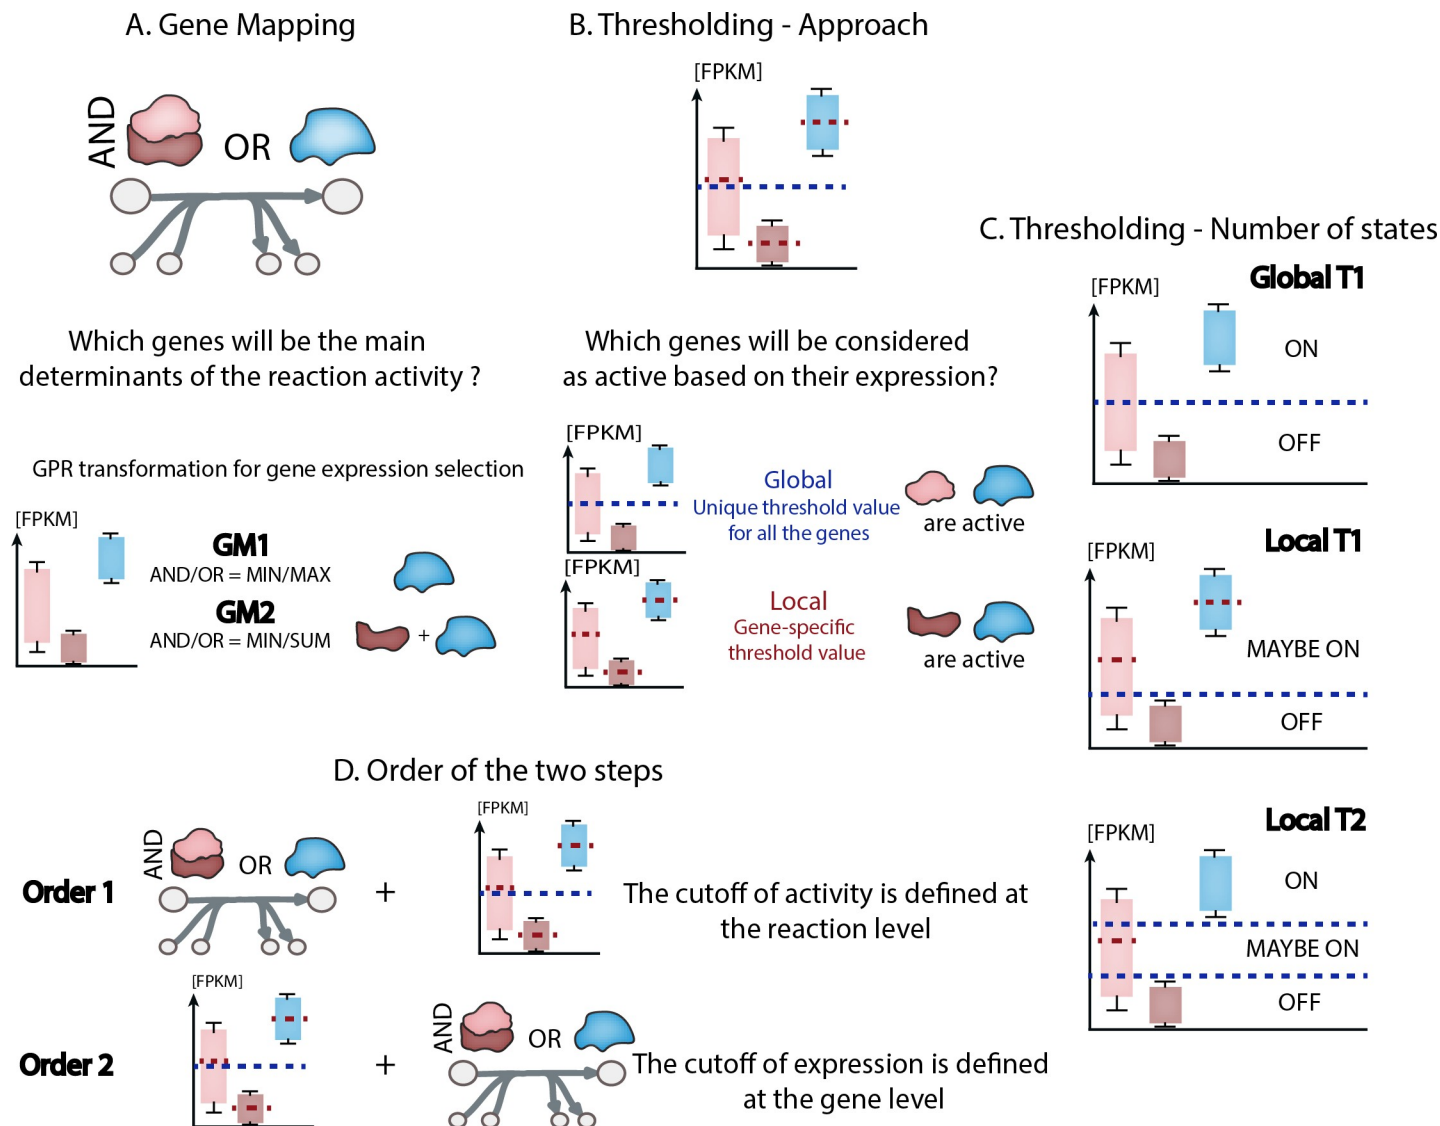 A. Gene Mapping
AND
OR
Which genes will be the main
determinants of the reaction activity ?
GPR transformation for gene expression selection
[FPKM]
GM1
AND/OR = MIN/MAX
GM2
AND/OR = MIN/SUM
+
B. Thresholding - Approach
[FPKM]
Which genes will be considered
as active based on their expression?
[FPKM]
Global
Unique threshold value
for all the genes
are active
[FPKM]
Local
Gene-specific
threshold value
are active
C. Thresholding - Number of states
Global T1
[FPKM]
ON
OFF
Local T1
[FPKM]
MAYBE ON
OFF
Local T2
[FPKM]
ON
MAYBE ON
OFF
D. Order of the two steps
Order 1
AND
OR
+
[FPKM]
The cutoff of activity is defined at
the reaction level
Order 2
[FPKM]
+
AND
OR
The cutoff of expression is defined
at the gene level